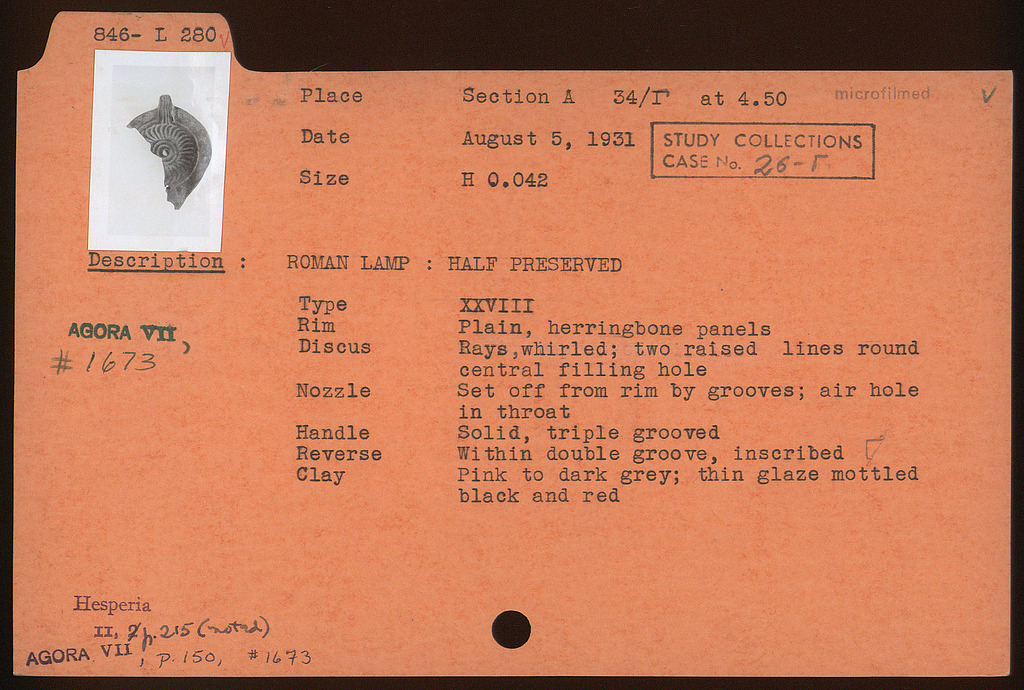 846- L 280 √
Place Section A 34/Γ at 4.50 microfilmed √
Date August 5, 1931
STUDY COLLECTIONS
CASE No. 26-Γ
Size H 0.042
Description : ROMAN LAMP : HALF PRESERVED
Type XXVIII
Rim Plain, herringbone panels
Discus Rays,whirled; two raised lines round
central filling hole
Nozzle Set off from rim by grooves; air hole
in throat
Handle Solid, triple grooved
Reverse Within double groove, inscribed
Clay Pink to dark grey; thin glaze mottled
black and red
AGORA VII,
# 1673
Hesperia
II, p. 215 (noted)
AGORA VII, p. 150, #1673